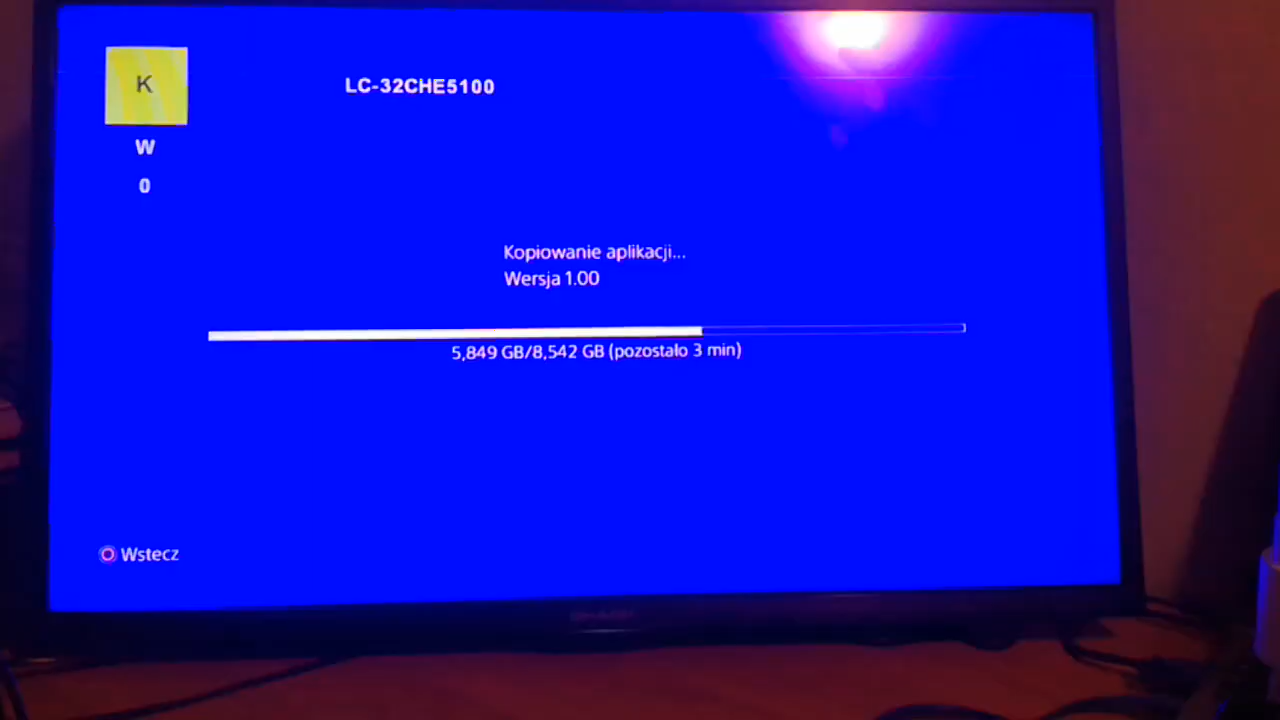 K
LC-32CHE5100
W
0
Kopiowanie aplikacji...
Wersja 1.00
5,849 GB/8,542 GB (pozostało 3 min)
Wstecz